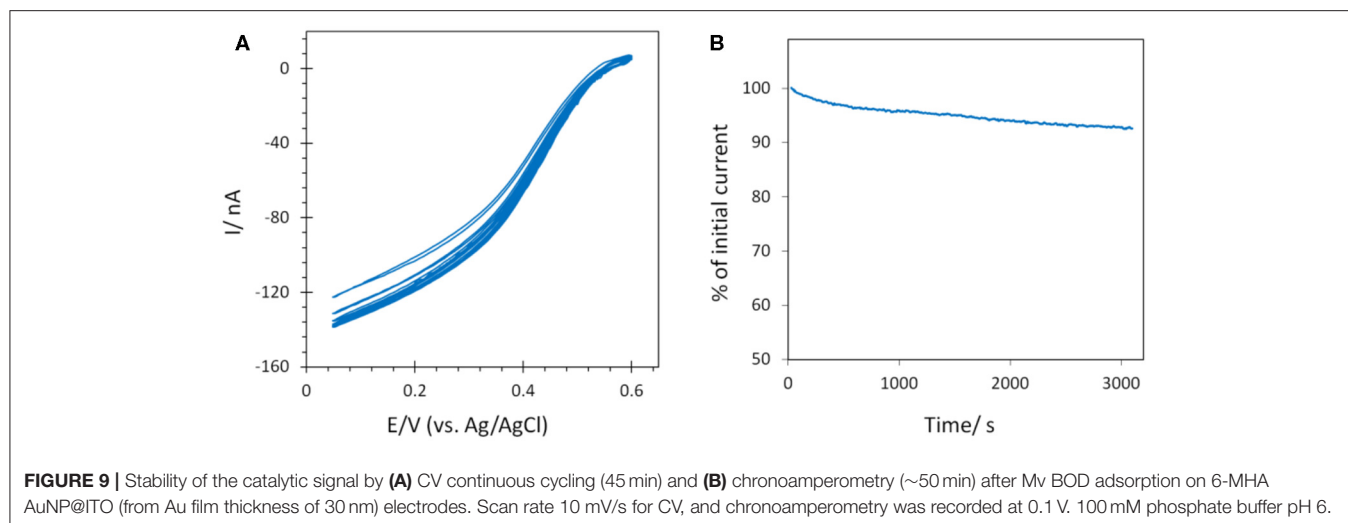 A
B
0
-40
-80
-120
-160
I/ nA
0
0.2
0.4
0.6
E/V (vs. Ag/AgCl)
100
90
80
70
60
50
% of initial current
0
1000
2000
3000
Time/ s
FIGURE 9 | Stability of the catalytic signal by (A) CV continuous cycling (45 min) and (B) chronoamperometry (∼50 min) after Mv BOD adsorption on 6-MHA
AuNP@ITO (from Au film thickness of 30 nm) electrodes. Scan rate 10 mV/s for CV, and chronoamperometry was recorded at 0.1 V. 100 mM phosphate buffer pH 6.